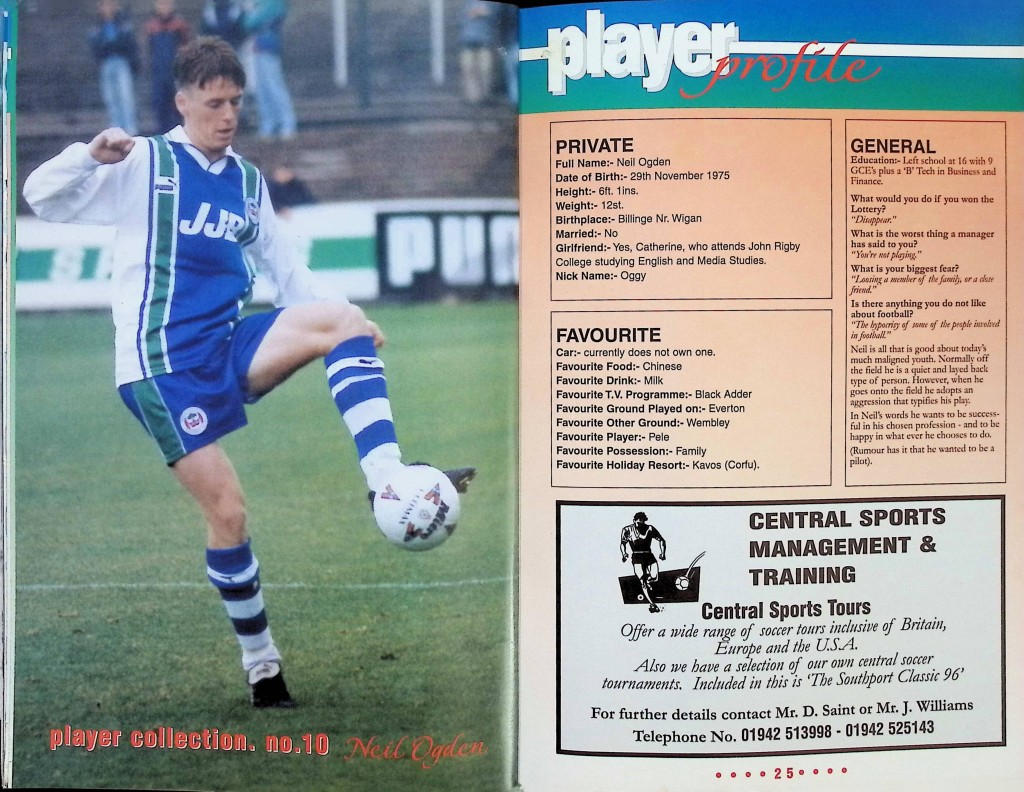 JJB
PUR
Mitre
player collection. no.10 Neil Ogden
player profile
PRIVATE
Full Name:- Neil Ogden
Date of Birth:- 29th November 1975
Height:- 6ft. 1ins.
Weight:- 12st.
Birthplace:- Billinge Nr. Wigan
Married:- No
Girlfriend:- Yes, Catherine, who attends John Rigby
College studying English and Media Studies.
Nick Name:- Oggy
FAVOURITE
Car:- currently does not own one.
Favourite Food:- Chinese
Favourite Drink:- Milk
Favourite T.V. Programme:- Black Adder
Favourite Ground Played on:- Everton
Favourite Other Ground:- Wembley
Favourite Player:- Pele
Favourite Possession:- Family
Favourite Holiday Resort:- Kavos (Corfu).
GENERAL
Education:- Left school at 16 with 9
GCE's plus a 'B' Tech in Business and
Finance.
What would you do if you won the
Lottery?
"Disappear."
What is the worst thing a manager
has said to you?
"You're not playing."
What is your biggest fear?
"Loosing a member of the family, or a close
friend."
Is there anything you do not like
about football?
"The hypocrisy of some of the people involved
in football."
Neil is all that is good about today's
much maligned youth. Normally off
the field he is a quiet and layed back
type of person. However, when he
goes onto the field he adopts an
aggression that typifies his play.
In Neil's words he wants to be success-
ful in his chosen profession - and to be
happy in what ever he chooses to do.
(Rumour has it that he wanted to be a
pilot).
CENTRAL SPORTS
MANAGEMENT &
TRAINING
Central Sports Tours
Offer a wide range of soccer tours inclusive of Britain,
Europe and the U.S.A.
Also we have a selection of our own central soccer
tournaments. Included in this is 'The Southport Classic 96'
For further details contact Mr. D. Saint or Mr. J. Williams
Telephone No. 01942 513998 - 01942 525143
25